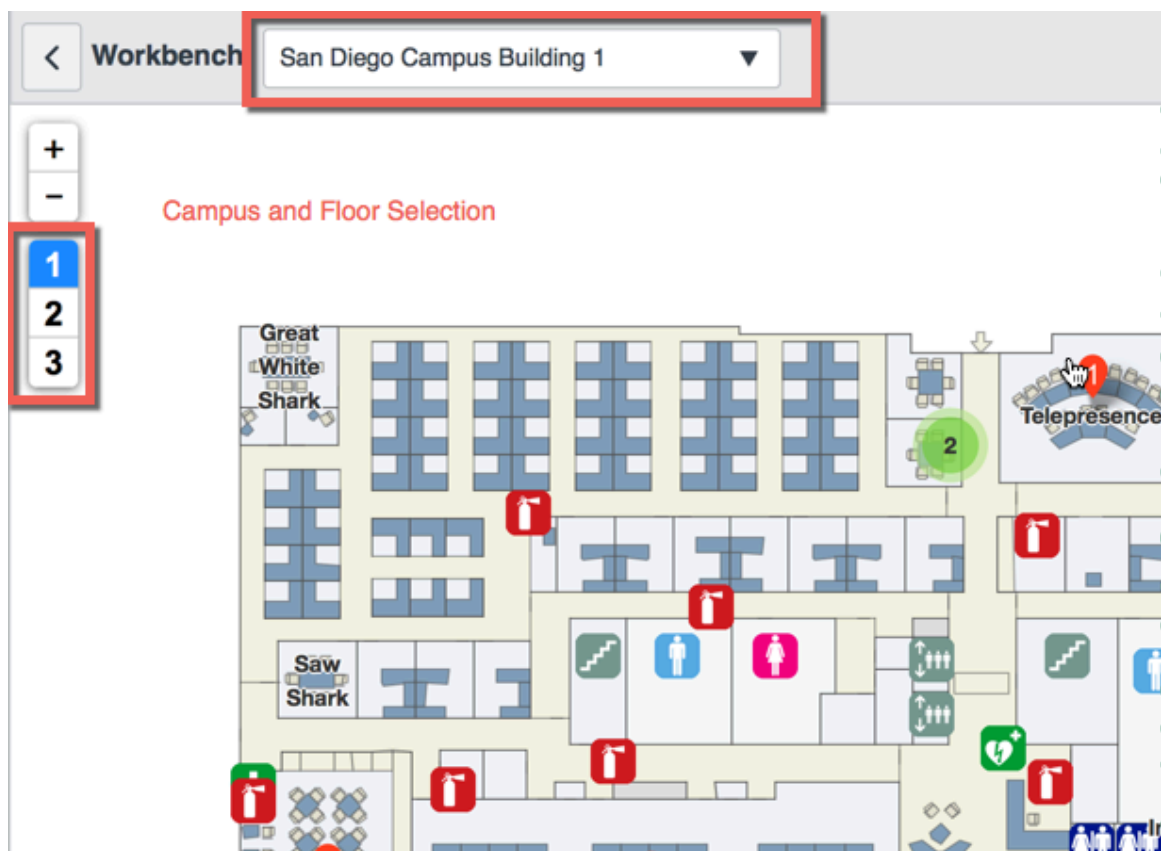 Workbench
San Diego Campus Building 1
+
−
Campus and Floor Selection
1
2
3
Great
White
Shark
1
Telepresence
2
Saw
Shark